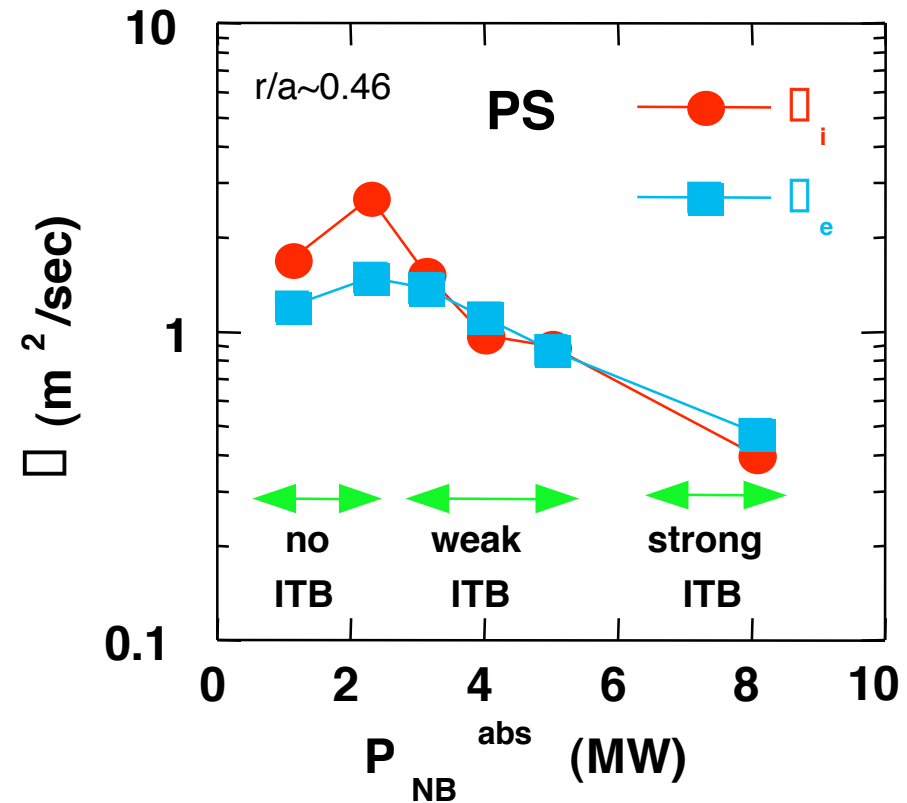 10
r/a~0.46
PS
▯ i
▯ e
▯ (m 2 /sec)
1
no
ITB
weak
ITB
strong
ITB
0.1
0 2 4 6 8 10
P NB abs (MW)